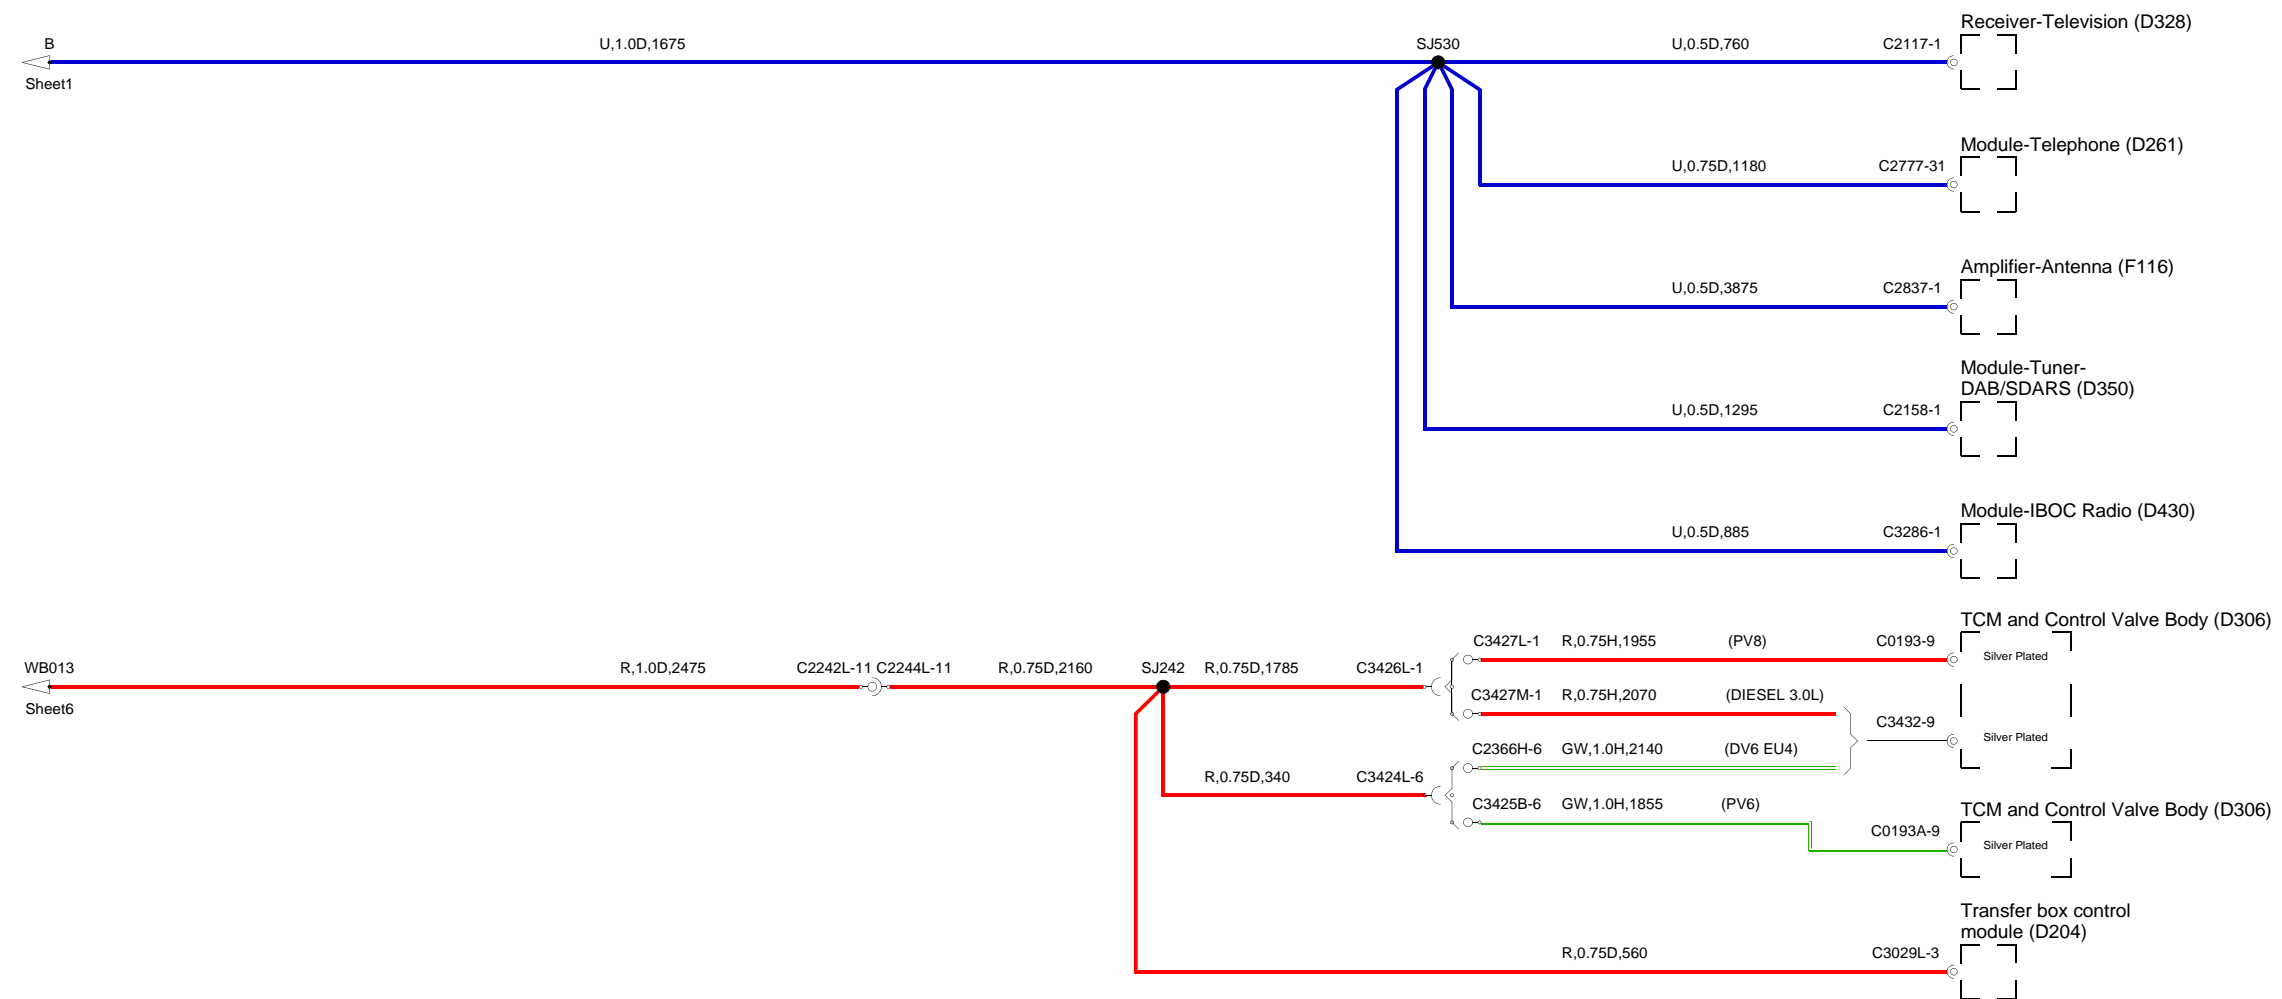 Receiver-Television (D328)
B
U,1.0D,1675
SJ530
U,0.5D,760
C2117-1
Sheet1
Module-Telephone (D261)
U,0.75D,1180
C2777-31
Amplifier-Antenna (F116)
U,0.5D,3875
C2837-1
Module-Tuner-
DAB/SDARS (D350)
U,0.5D,1295
C2158-1
Module-IBOC Radio (D430)
U,0.5D,885
C3286-1
TCM and Control Valve Body (D306)
C3427L-1
R,0.75H,1955
(PV8)
C0193-9
Silver Plated
WB013
R,1.0D,2475
C2242L-11
C2244L-11
R,0.75D,2160
SJ242
R,0.75D,1785
C3426L-1
Sheet6
C3427M-1
R,0.75H,2070
(DIESEL 3.0L)
C3432-9
Silver Plated
C2366H-6
GW,1.0H,2140
(DV6 EU4)
R,0.75D,340
C3424L-6
C3425B-6
GW,1.0H,1855
(PV6)
TCM and Control Valve Body (D306)
C0193A-9
Silver Plated
Transfer box control
module (D204)
R,0.75D,560
C3029L-3